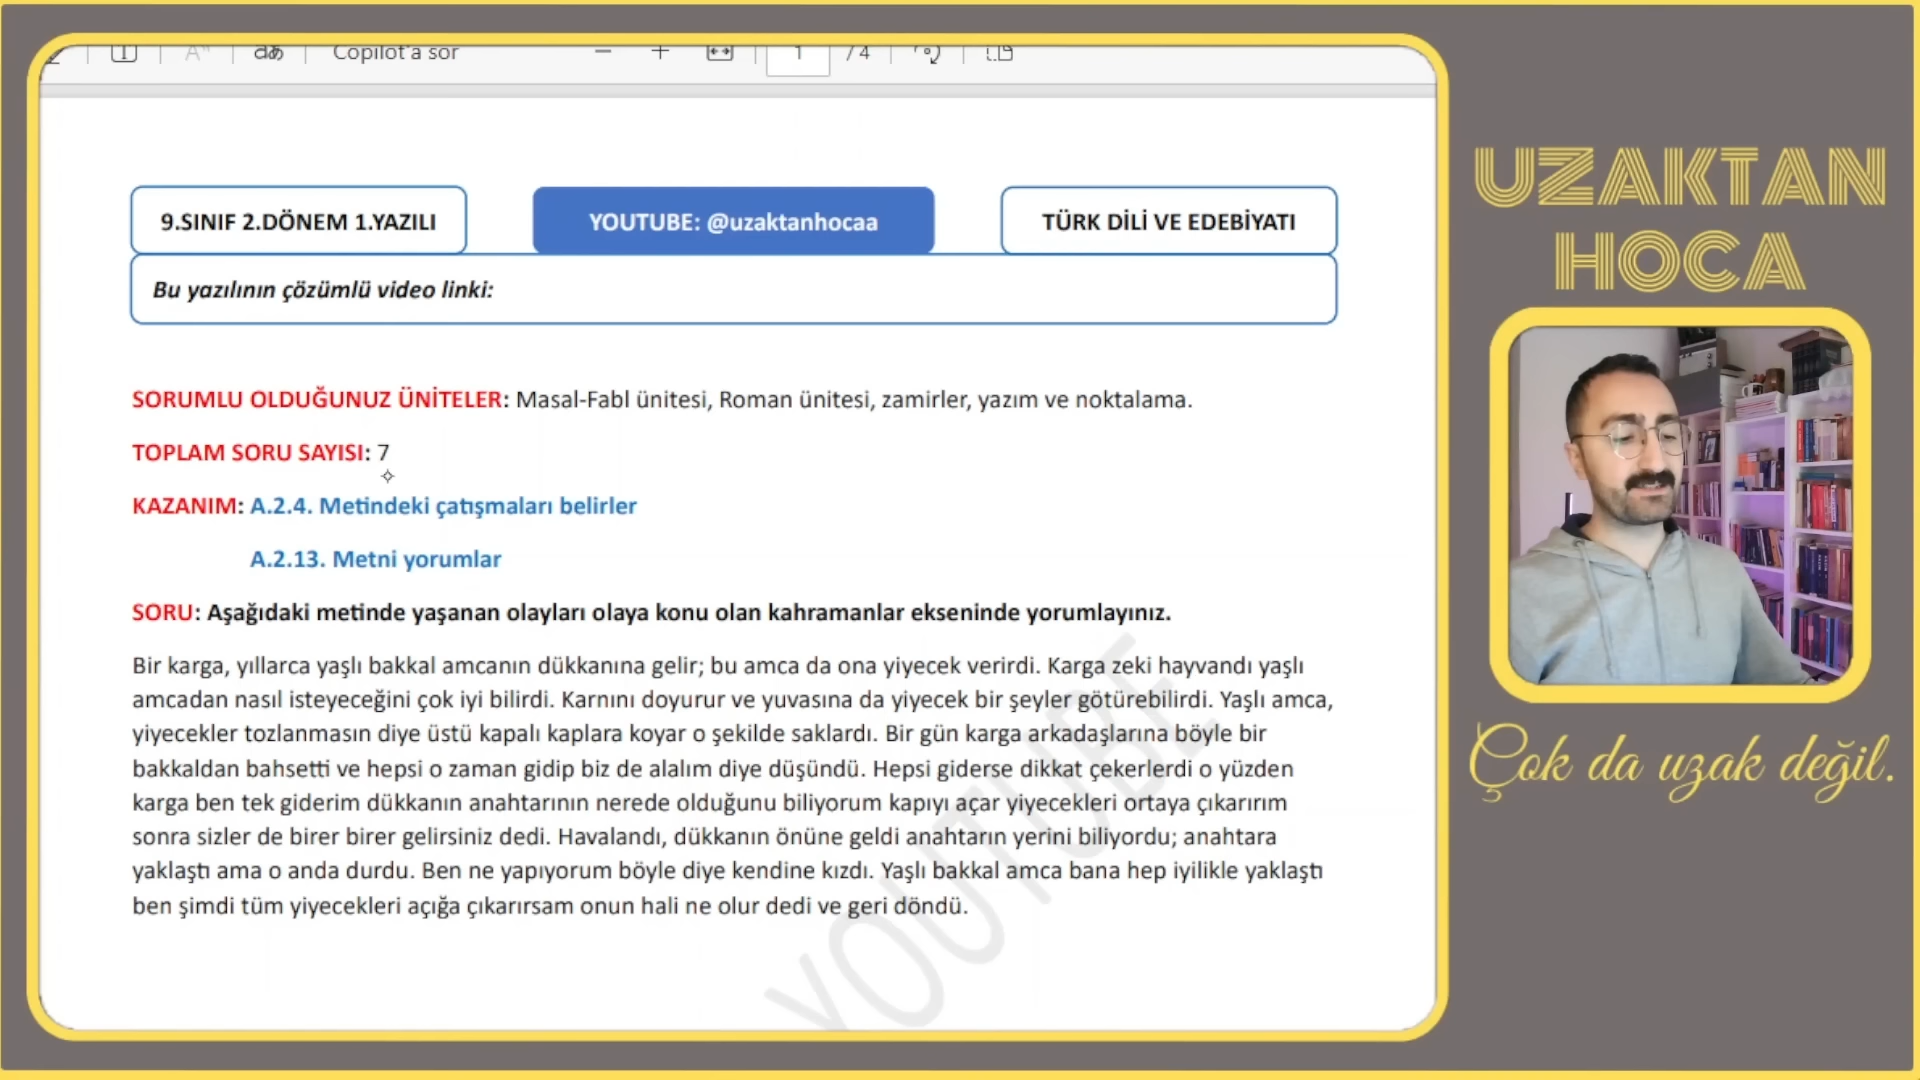 Copilot'a sor
1 / 4
9.SINIF 2.DÖNEM 1.YAZILI
YOUTUBE: @uzaktanhocaa
TÜRK DİLİ VE EDEBİYATI
Bu yazılının çözümlü video linki:
SORUMLU OLDUĞUNUZ ÜNİTELER: Masal-Fabl ünitesi, Roman ünitesi, zamirler, yazım ve noktalama.
TOPLAM SORU SAYISI: 7
KAZANIM: A.2.4. Metindeki çatışmaları belirler
A.2.13. Metni yorumlar
SORU: Aşağıdaki metinde yaşanan olayları olaya konu olan kahramanlar ekseninde yorumlayınız.
Bir karga, yıllarca yaşlı bakkal amcanın dükkanına gelir; bu amca da ona yiyecek verirdi. Karga zeki hayvandı yaşlı
amcadan nasıl isteyeceğini çok iyi bilirdi. Karnını doyurur ve yuvasına da yiyecek bir şeyler götürebilirdi. Yaşlı amca,
yiyecekler tozlanmasın diye üstü kapalı kaplara koyar o şekilde saklardı. Bir gün karga arkadaşlarına böyle bir
bakkaldan bahsetti ve hepsi o zaman gidip biz de alalım diye düşündü. Hepsi giderse dikkat çekerlerdi o yüzden
karga ben tek giderim dükkanın anahtarının nerede olduğunu biliyorum kapıyı açar yiyecekleri ortaya çıkarırım
sonra sizler de birer birer gelirsiniz dedi. Havalandı, dükkanın önüne geldi anahtarın yerini biliyordu; anahtara
yaklaştı ama o anda durdu. Ben ne yapıyorum böyle diye kendine kızdı. Yaşlı bakkal amca bana hep iyilikle yaklaştı
ben şimdi tüm yiyecekleri açığa çıkarırsam onun hali ne olur dedi ve geri döndü.
YOUTUBE
UZAKTAN
HOCA
Çok da uzak değil.